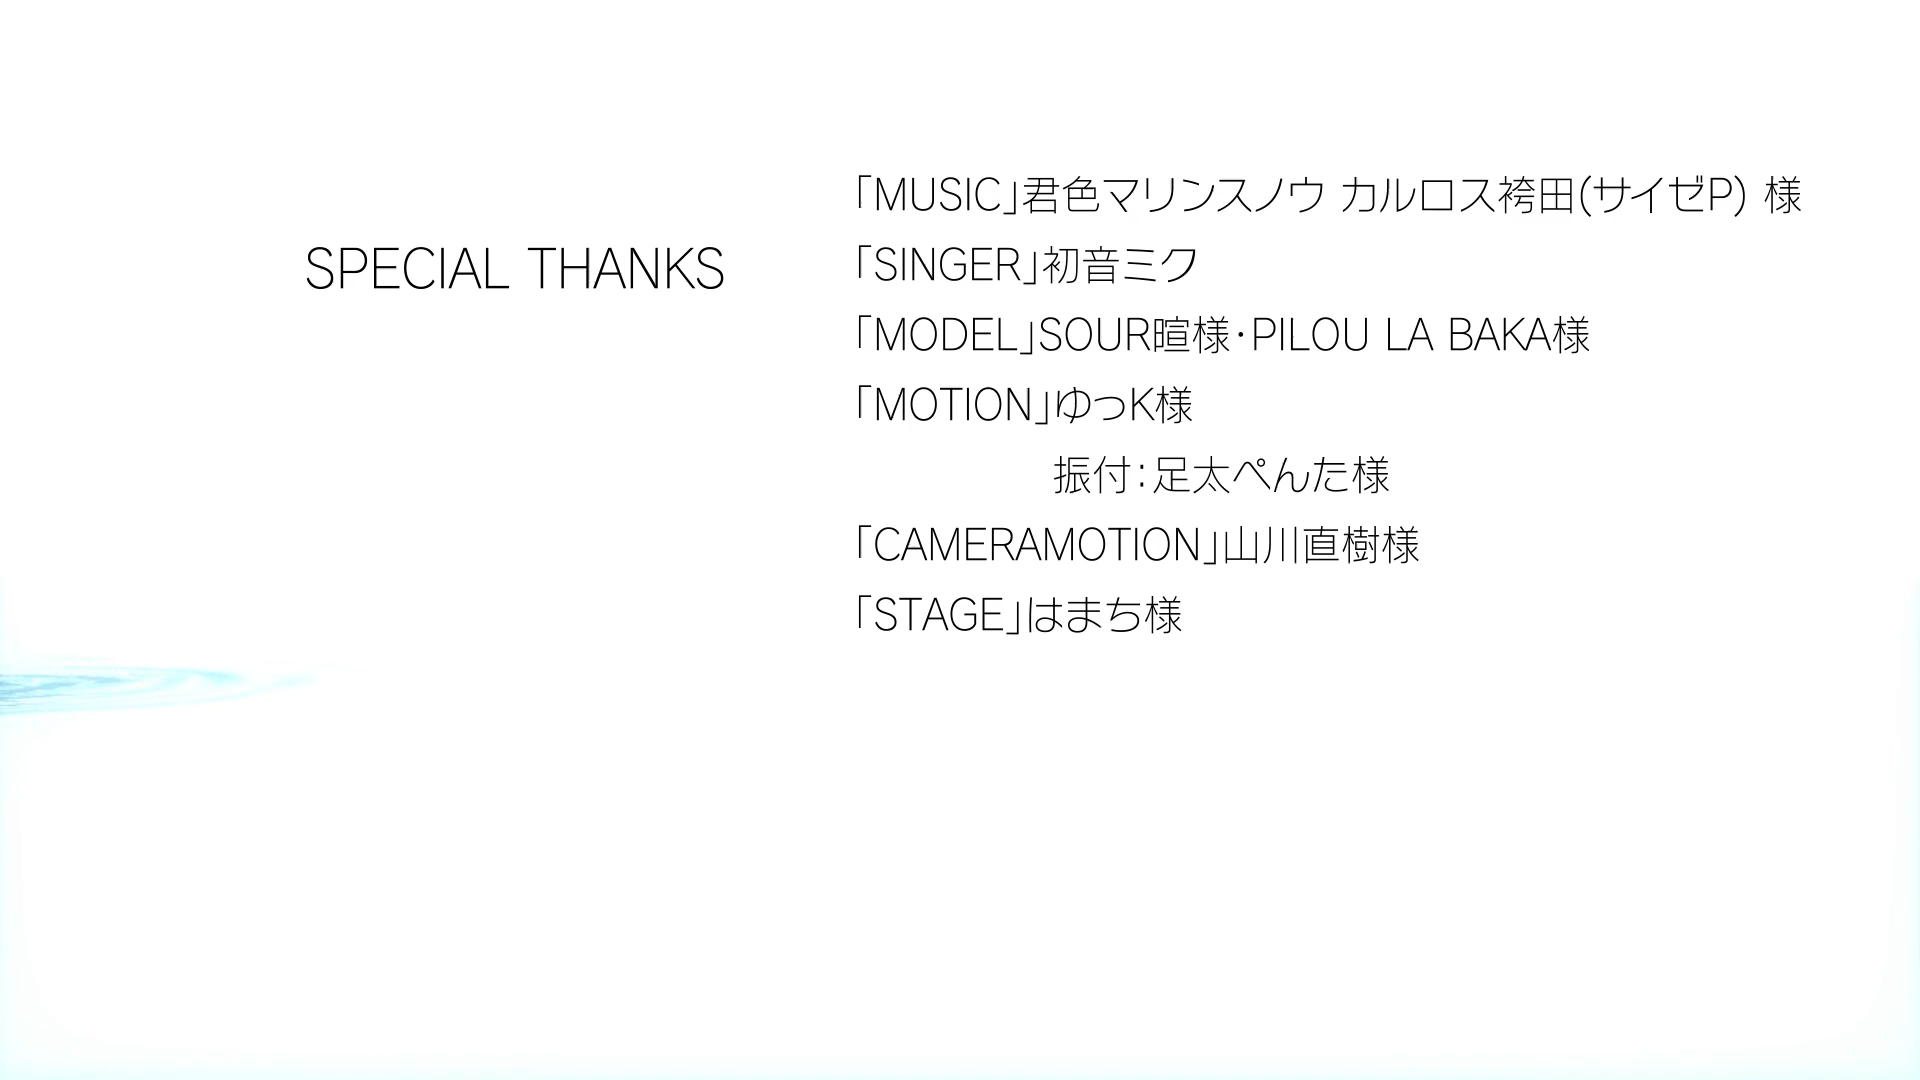 SPECIAL THANKS
「MUSIC」君色マリンスノウ カルロス袴田(サイゼP) 様
「SINGER」初音ミク
「MODEL」SOUR暄様・PILOU LA BAKA様
「MOTION」ゆっK様
振付：足太ぺんた様
「CAMERAMOTION」山川直樹様
「STAGE」はまち様